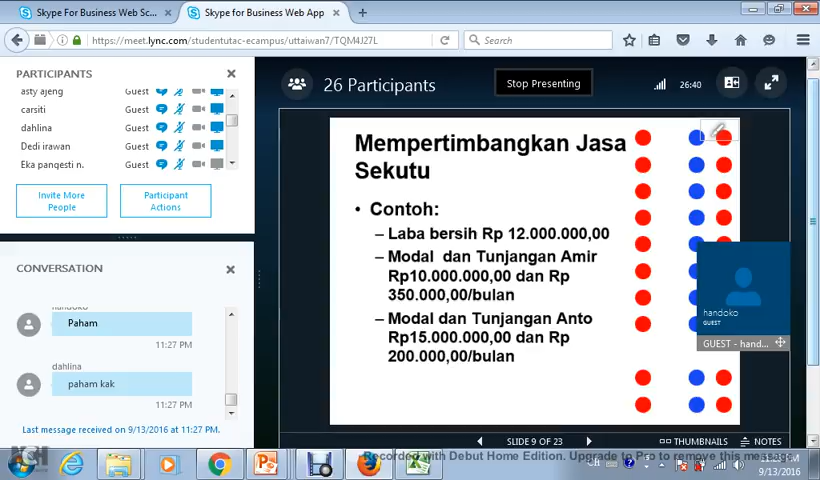 Skype For Business Web Sc...
Skype for Business Web App
https://meet.lync.com/studentutac-ecampus/uttaiwan7/TQM4J27L
Search
PARTICIPANTS
asty ajeng Guest
carsiti Guest
dahlina Guest
Dedi irawan Guest
Eka pangesti n. Guest
Invite More People
Participant Actions
CONVERSATION
handoko
Paham
11:27 PM
dahlina
paham kak
11:27 PM
Last message received on 9/13/2016 at 11:27 PM.
26 Participants
Stop Presenting
26:40
Mempertimbangkan Jasa
Sekutu
• Contoh:
– Laba bersih Rp 12.000.000,00
– Modal dan Tunjangan Amir
Rp10.000.000,00 dan Rp
350.000,00/bulan
– Modal dan Tunjangan Anto
Rp15.000.000,00 dan Rp
200.000,00/bulan
handoko
GUEST
GUEST - hand...
SLIDE 9 OF 23
THUMBNAILS
NOTES
Recorded with Debut Home Edition. Upgrade to Pro to remove this message
CH
9/13/2016